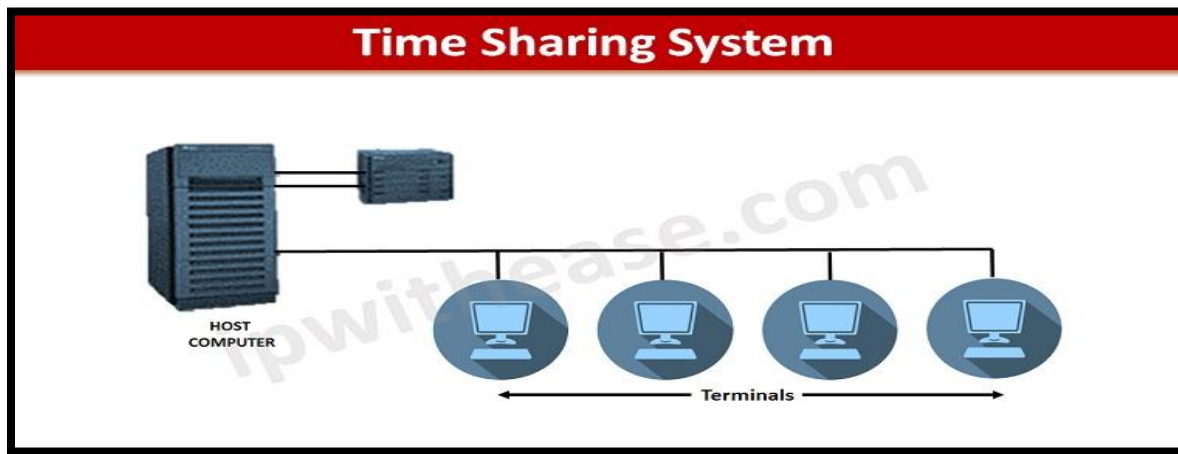 Time Sharing System
ipwithease.com
HOST
COMPUTER
Terminals